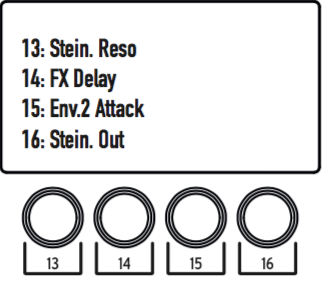 13: Stein. Reso
14: FX Delay
15: Env.2 Attack
16: Stein. Out
13 14 15 16